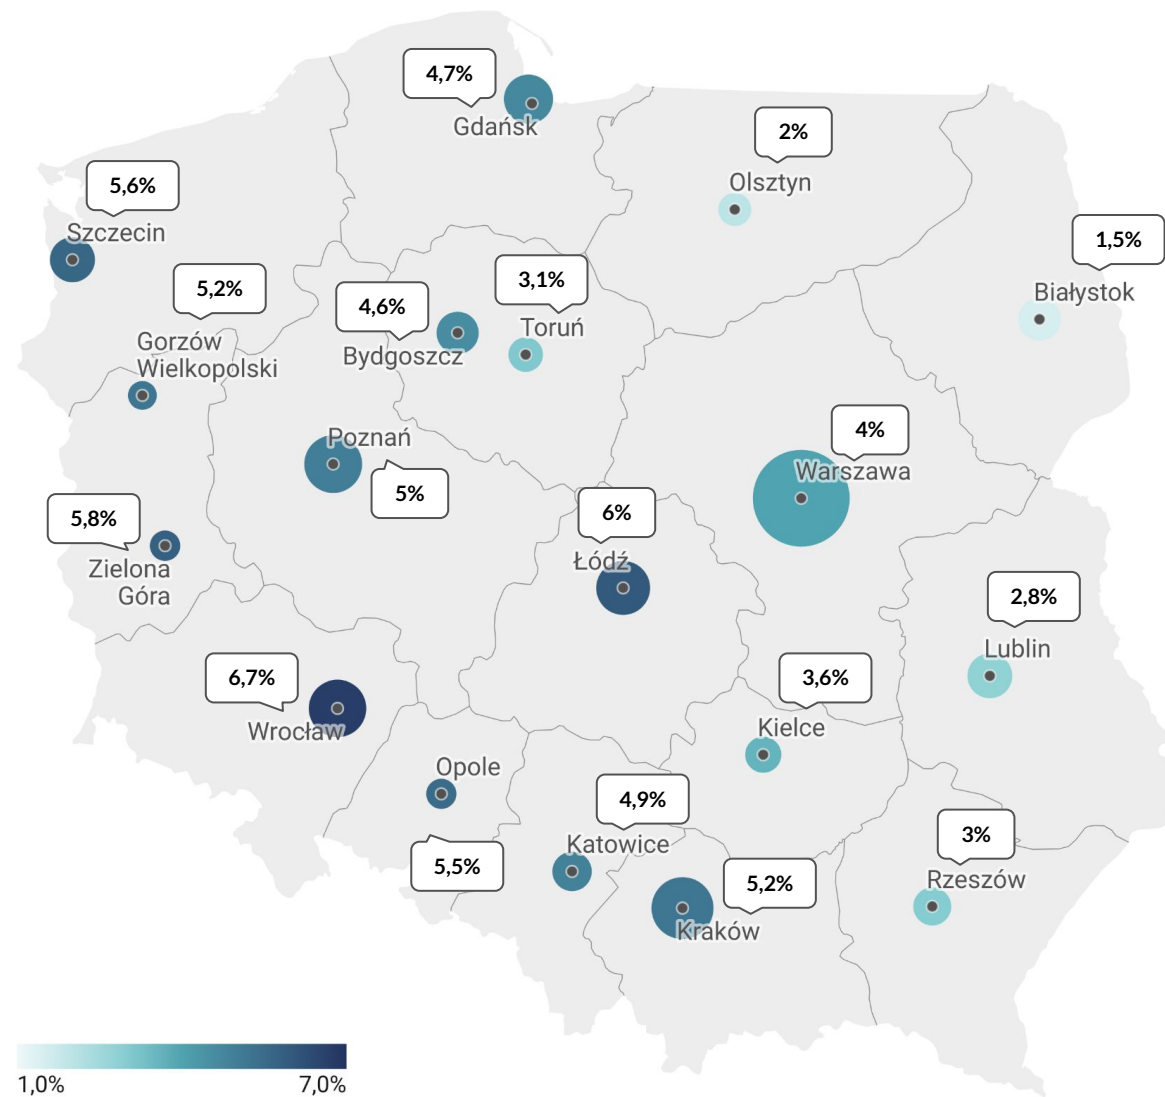 4,7%
Gdańsk
2%
Olsztyn
5,6%
Szczecin
1,5%
Białystok
5,2%
Gorzów
Wielkopolski
4,6%
Bydgoszcz
3,1%
Toruń
Poznań
5%
4%
Warszawa
5,8%
Zielona
Góra
6%
Łódź
2,8%
Lublin
6,7%
Wrocław
3,6%
Kielce
Opole
5,5%
4,9%
Katowice
5,2%
Kraków
3%
Rzeszów
1,0%
7,0%